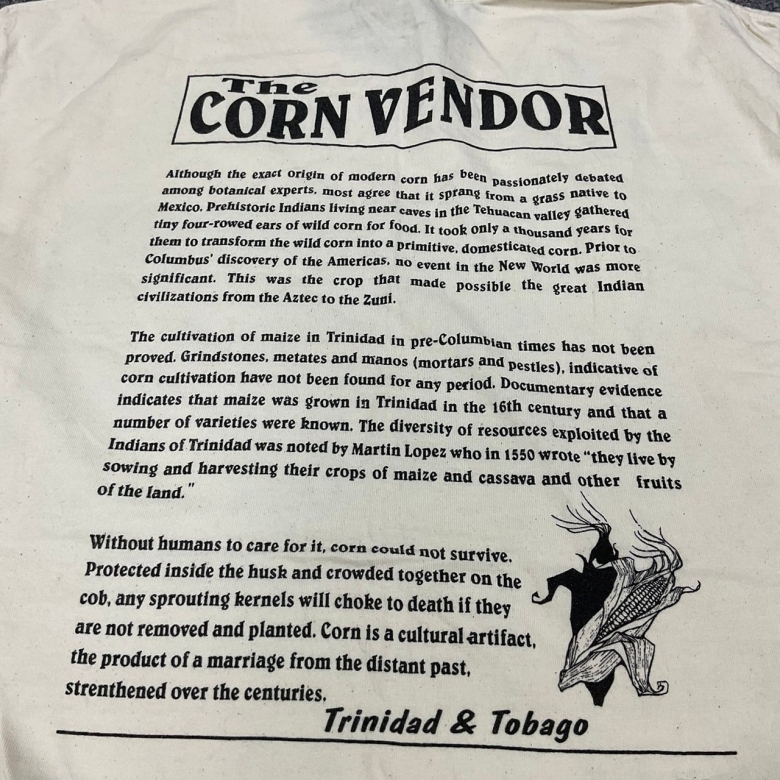 The
CORN VENDOR
Although the exact origin of modern corn has been passionately debated
among botanical experts, most agree that it sprang from a grass native to
Mexico. Prehistoric Indians living near caves in the Tehuacan valley gathered
tiny four-rowed ears of wild corn for food. It took only a thousand years for
them to transform the wild corn into a primitive, domesticated corn. Prior to
Columbus' discovery of the Americas, no event in the New World was more
significant. This was the crop that made possible the great Indian
civilizations from the Aztec to the Zuni.
The cultivation of maize in Trinidad in pre-Columbian times has not been
proved. Grindstones, metates and manos (mortars and pestles), indicative of
corn cultivation have not been found for any period. Documentary evidence
indicates that maize was grown in Trinidad in the 16th century and that a
number of varieties were known. The diversity of resources exploited by the
Indians of Trinidad was noted by Martin Lopez who in 1550 wrote "they live by
sowing and harvesting their crops of maize and cassava and other fruits
of the land."
Without humans to care for it, corn could not survive.
Protected inside the husk and crowded together on the
cob, any sprouting kernels will choke to death if they
are not removed and planted. Corn is a cultural artifact,
the product of a marriage from the distant past,
strenthened over the centuries.
Trinidad & Tobago